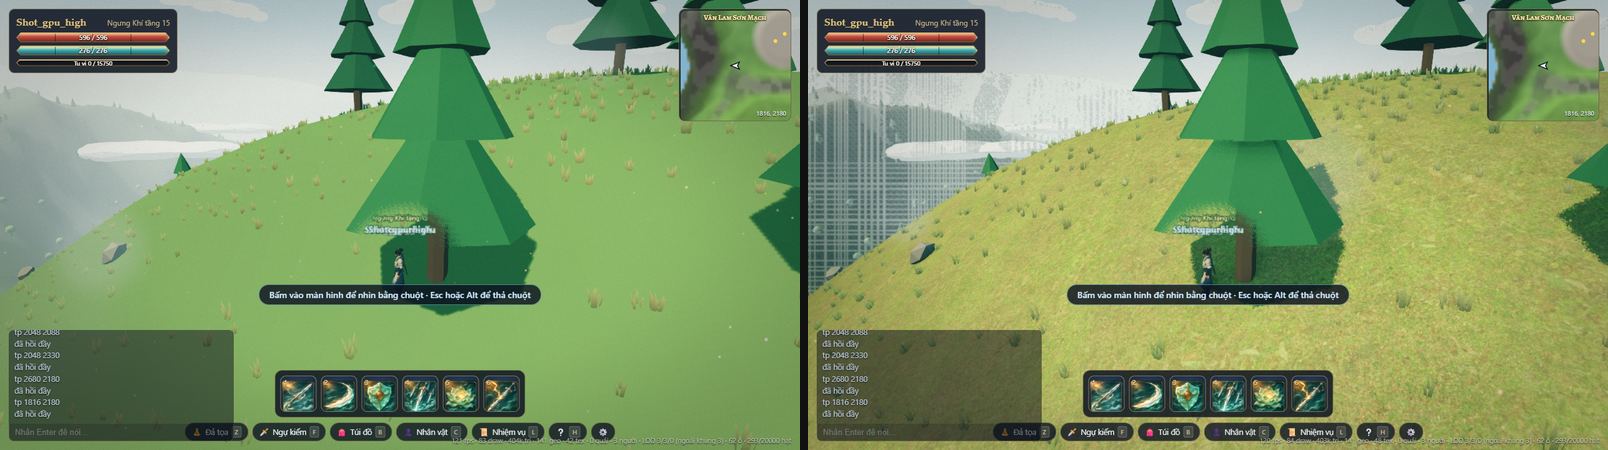 Shot_gpu_high
Ngưng Khí tầng 15
596 / 596
276 / 276
Tu vi 0 / 15750
Vân Lam Sơn Mạch
1816, 2180
Ngưng Khí tầng
Bấm vào màn hình để nhìn bằng chuột · Esc hoặc Alt để thả chuột
tp 2048 2088
đã hồi đầy
tp 2048 2330
đã hồi đầy
tp 2680 2180
đã hồi đầy
tp 1816 2180
đã hồi đầy
Nhấn Enter để nói...
Đả tọa Z
Ngự kiếm F
Túi đồ B
Nhân vật C
Nhiệm vụ L
? H
Shot_gpu_high
Ngưng Khí tầng 15
596 / 596
276 / 276
Tu vi 0 / 15750
Vân Lam Sơn Mạch
1816, 2180
Ngưng Khí tầng
Bấm vào màn hình để nhìn bằng chuột · Esc hoặc Alt để thả chuột
tp 2048 2088
đã hồi đầy
tp 2048 2330
đã hồi đầy
tp 2680 2180
đã hồi đầy
tp 1816 2180
đã hồi đầy
Nhấn Enter để nói...
Đả tọa Z
Ngự kiếm F
Túi đồ B
Nhân vật C
Nhiệm vụ L
? H